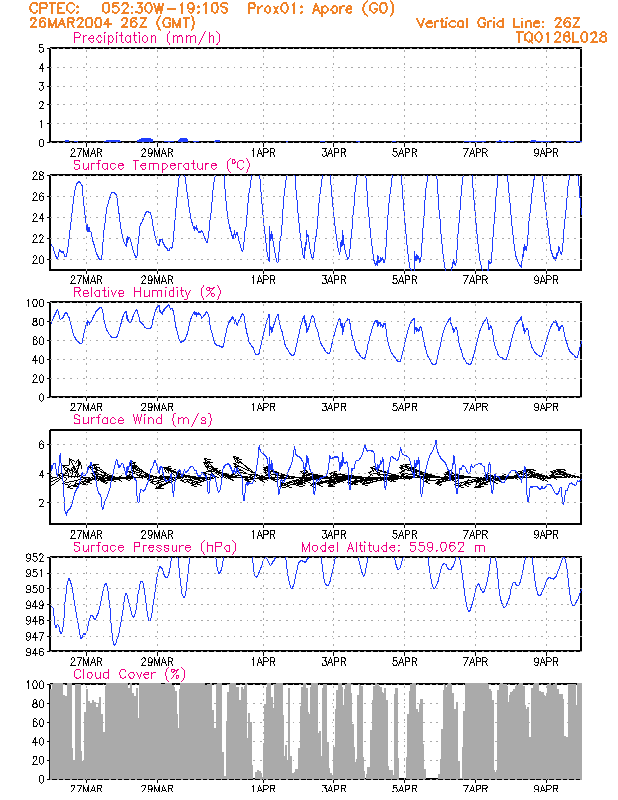 CPTEC: 052:30W-19:10S Prox01: Apore (GO)
26MAR2004 26Z (GMT) Vertical Grid Line: 26Z
Precipitation (mm/h) TQ0126L028
5
4
3
2
1
0
27MAR 29MAR 1APR 3APR 5APR 7APR 9APR
Surface Temperature (ºC)
28
26
24
22
20
27MAR 29MAR 1APR 3APR 5APR 7APR 9APR
Relative Humidity (%)
100
80
60
40
20
0
27MAR 29MAR 1APR 3APR 5APR 7APR 9APR
Surface Wind (m/s)
6
4
2
27MAR 29MAR 1APR 3APR 5APR 7APR 9APR
Surface Pressure (hPa) Model Altitude: 559.062 m
952
951
950
949
948
947
946
27MAR 29MAR 1APR 3APR 5APR 7APR 9APR
Cloud Cover (%)
100
80
60
40
20
0
27MAR 29MAR 1APR 3APR 5APR 7APR 9APR